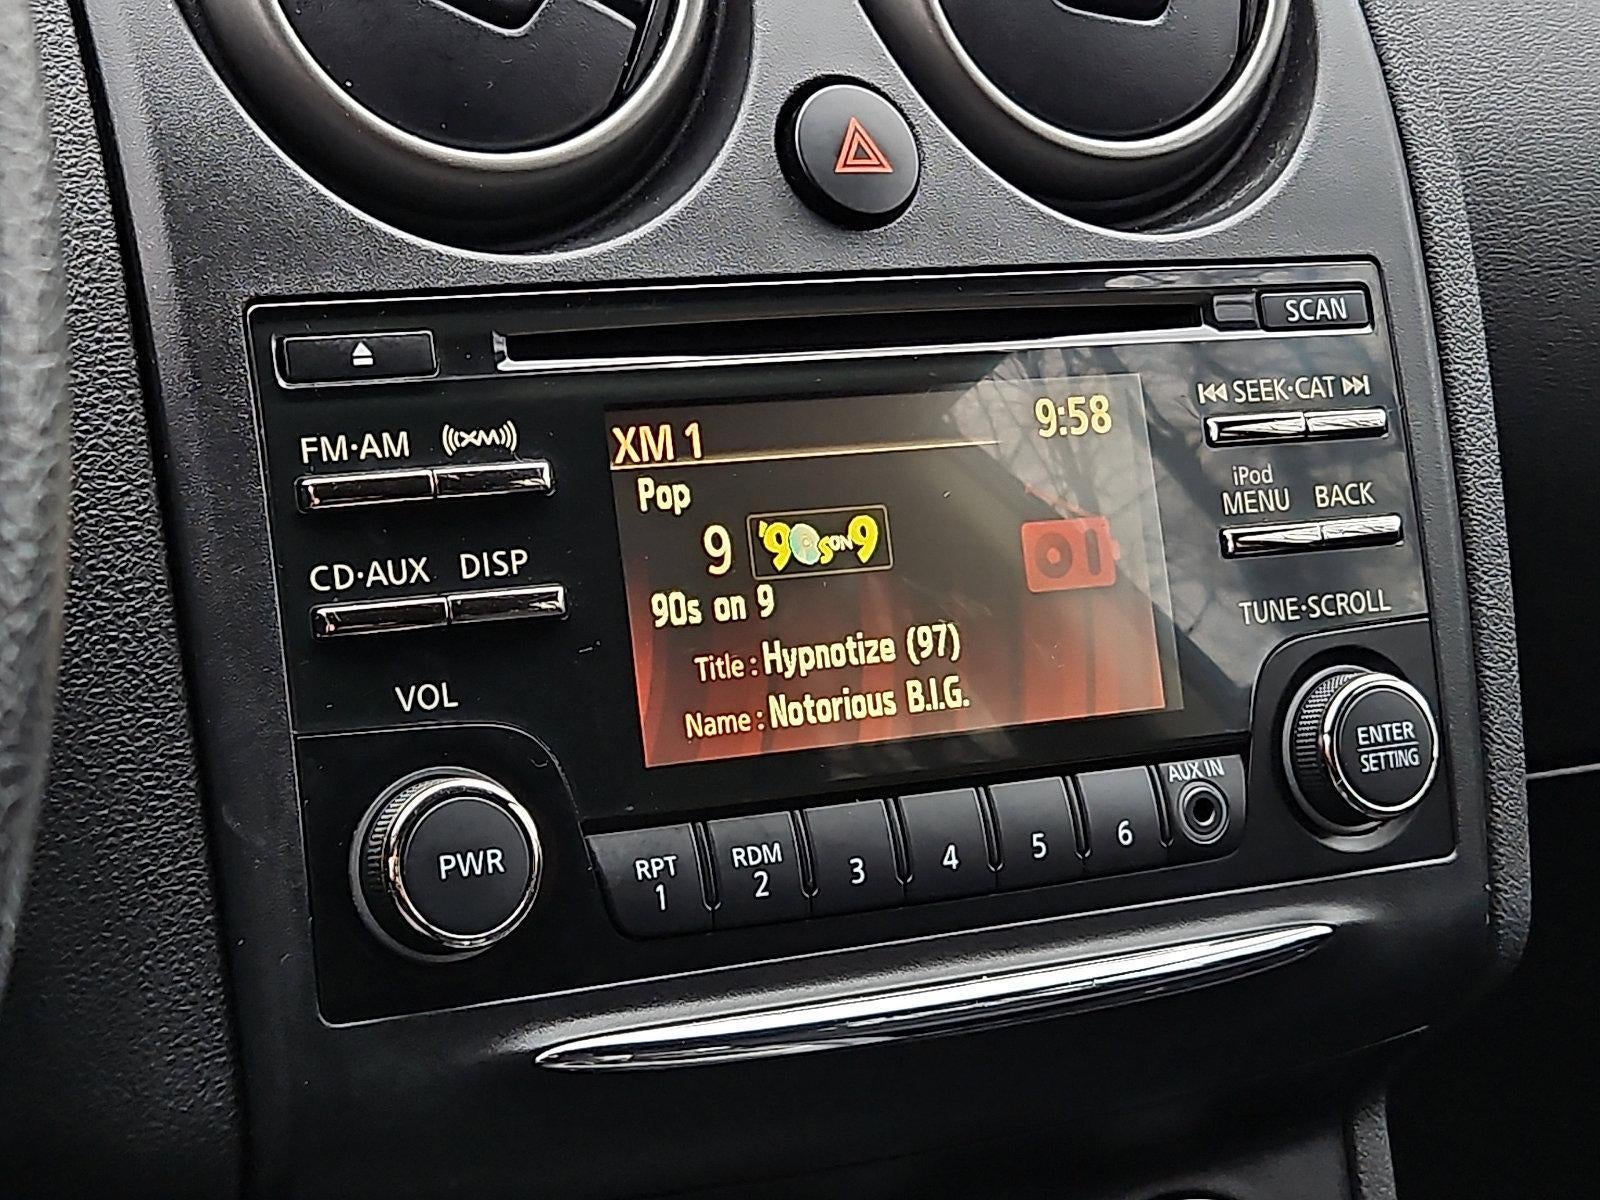 SCAN
SEEK·CAT
FM·AM
((XM))
XM 1
9:58
Pop
iPod
MENU
BACK
9
'90s ON 9
CD·AUX
DISP
90s on 9
TUNE·SCROLL
Title : Hypnotize (97)
Name : Notorious B.I.G.
VOL
ENTER
SETTING
PWR
RPT
1
RDM
2
3
4
5
6
AUX IN